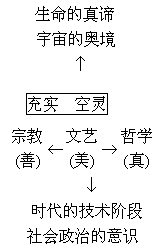 生命的真谛
宇宙的奥境
↑
充实 空灵
宗教 ← 文艺 → 哲学
(善) (美) (真)
↓
时代的技术阶段
社会政治的意识